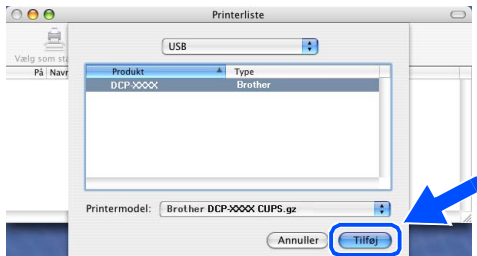 Printerliste
USB
Vælg som sta
På Navr
Produkt Type
DCP-XXXX Brother
Printermodel: Brother DCP-XXXX CUPS.gz
Annuller Tilføj